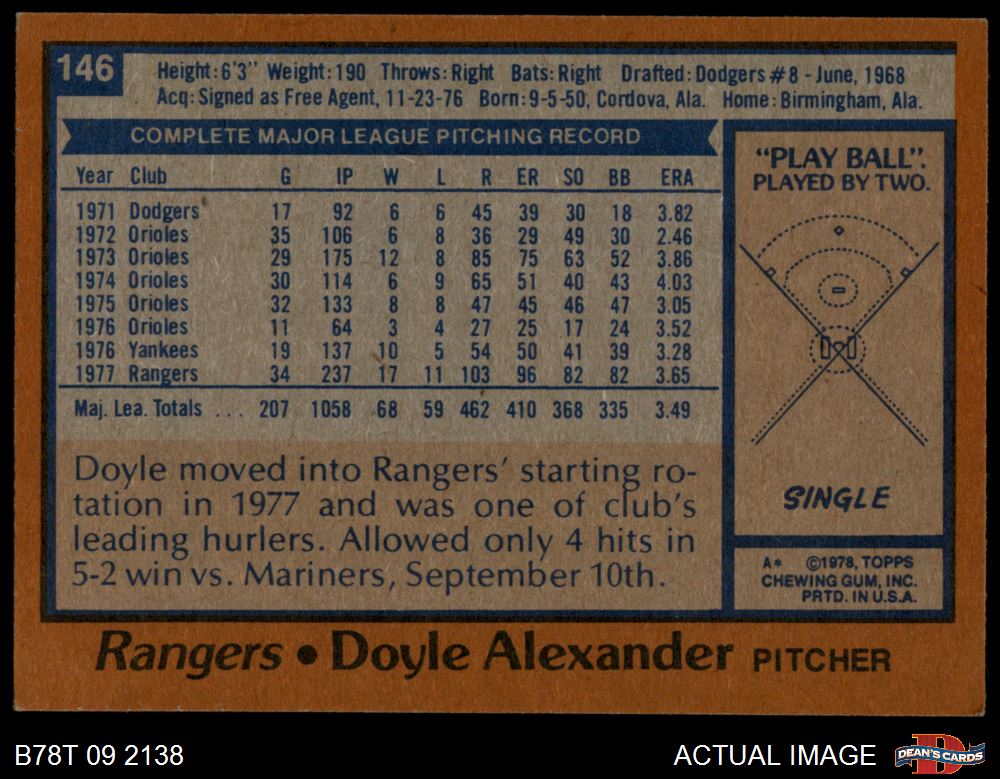 146
Height: 6'3" Weight: 190 Throws: Right Bats: Right Drafted: Dodgers #8 - June, 1968
Acq: Signed as Free Agent, 11-23-76 Born: 9-5-50, Cordova, Ala. Home: Birmingham, Ala.
COMPLETE MAJOR LEAGUE PITCHING RECORD
Year Club G IP W L R ER SO BB ERA
1971 Dodgers 17 92 6 6 45 39 30 18 3.82
1972 Orioles 35 106 6 8 36 29 49 30 2.46
1973 Orioles 29 175 12 8 85 75 63 52 3.86
1974 Orioles 30 114 6 9 65 51 40 43 4.03
1975 Orioles 32 133 8 8 47 45 46 47 3.05
1976 Orioles 11 64 3 4 27 25 17 24 3.52
1976 Yankees 19 137 10 5 54 50 41 39 3.28
1977 Rangers 34 237 17 11 103 96 82 82 3.65
Maj. Lea. Totals ... 207 1058 68 59 462 410 368 335 3.49
Doyle moved into Rangers' starting ro-
tation in 1977 and was one of club's
leading hurlers. Allowed only 4 hits in
5-2 win vs. Mariners, September 10th.
"PLAY BALL".
PLAYED BY TWO.
SINGLE
A* ©1978, TOPPS
CHEWING GUM, INC.
PRTD. IN U.S.A.
Rangers • Doyle Alexander PITCHER
B78T 09 2138
ACTUAL IMAGE
DEAN'S CARDS